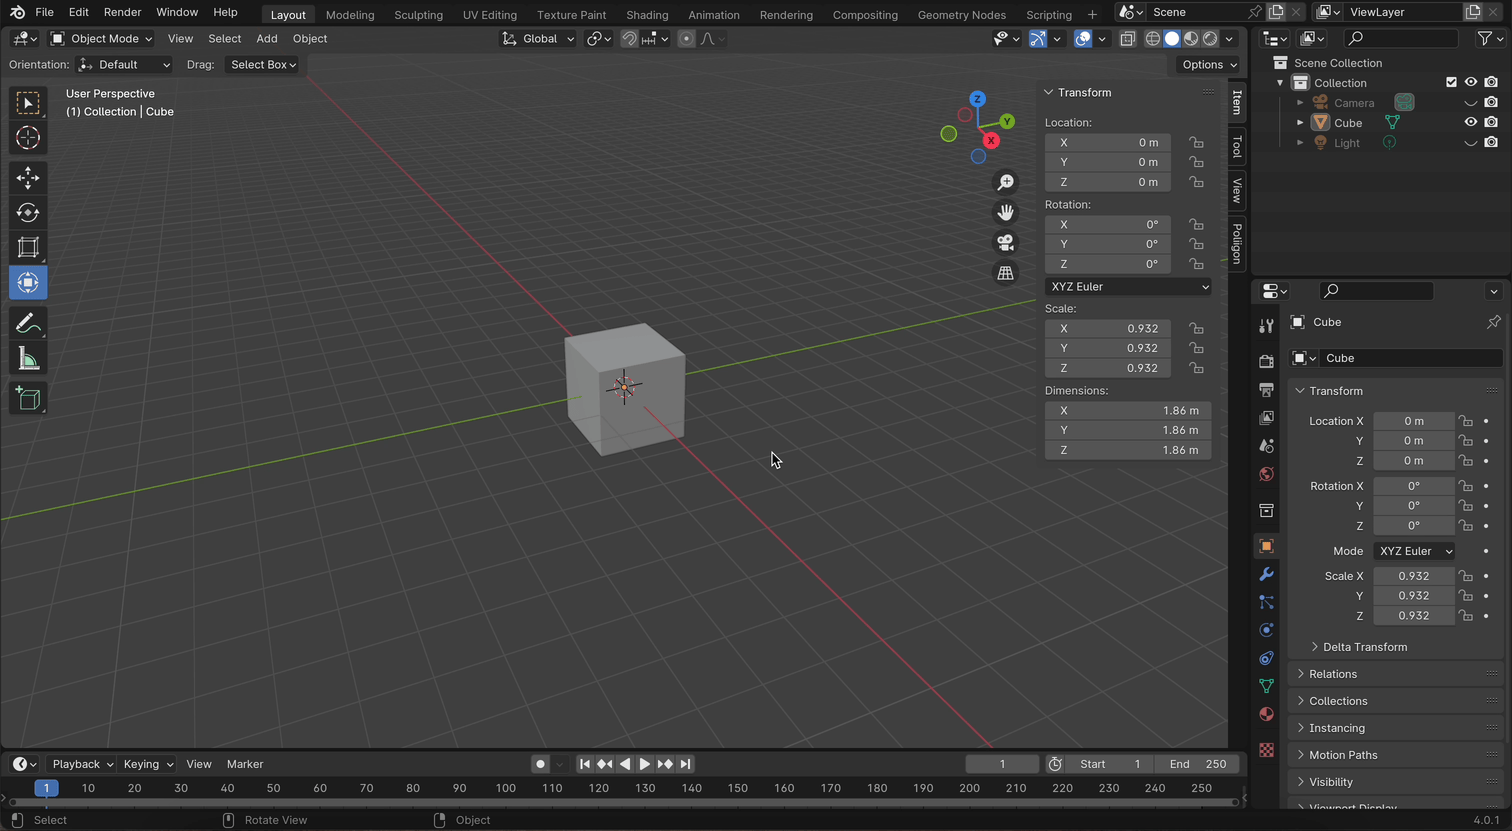 File Edit Render Window Help Layout Modeling Sculpting UV Editing Texture Paint Shading Animation Rendering Compositing Geometry Nodes Scripting + Scene ViewLayer
Object Mode View Select Add Object Global
Orientation: Default Drag: Select Box Options
User Perspective
(1) Collection | Cube
Z
Y
X
Transform
Location:
X 0 m
Y 0 m
Z 0 m
Rotation:
X 0°
Y 0°
Z 0°
XYZ Euler
Scale:
X 0.932
Y 0.932
Z 0.932
Dimensions:
X 1.86 m
Y 1.86 m
Z 1.86 m
Item
Tool
View
Poliigon
Scene Collection
Collection
Camera
Cube
Light
Cube
Cube
Transform
Location X 0 m
Y 0 m
Z 0 m
Rotation X 0°
Y 0°
Z 0°
Mode XYZ Euler
Scale X 0.932
Y 0.932
Z 0.932
Delta Transform
Relations
Collections
Instancing
Motion Paths
Visibility
Viewport Display
Playback Keying View Marker 1 Start 1 End 250
1 10 20 30 40 50 60 70 80 90 100 110 120 130 140 150 160 170 180 190 200 210 220 230 240 250
Select Rotate View Object 4.0.1